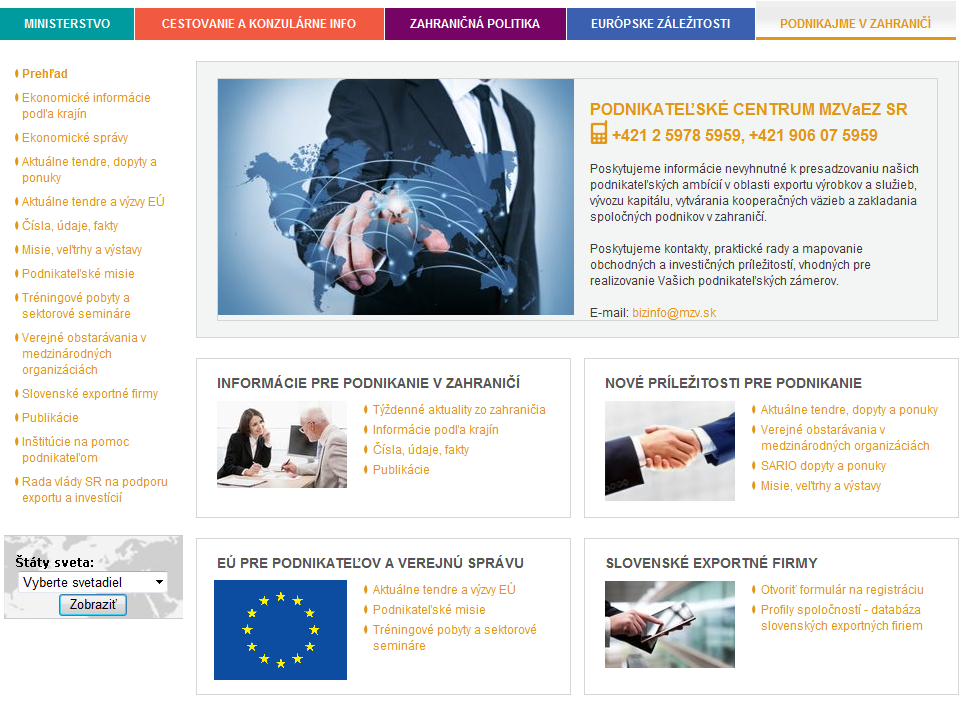 MINISTERSTVO
CESTOVANIE A KONZULÁRNE INFO
ZAHRANIČNÁ POLITIKA
EURÓPSKE ZÁLEŽITOSTI
PODNIKAJME V ZAHRANIČÍ
Prehľad
Ekonomické informácie
podľa krajín
Ekonomické správy
Aktuálne tendre, dopyty a
ponuky
Aktuálne tendre a výzvy EÚ
Čísla, údaje, fakty
Misie, veľtrhy a výstavy
Podnikateľské misie
Tréningové pobyty a
sektorové semináre
Verejné obstarávania v
medzinárodných
organizáciách
Slovenské exportné firmy
Publikácie
Inštitúcie na pomoc
podnikateľom
Rada vlády SR na podporu
exportu a investícií
Štáty sveta:
Vyberte svetadiel
Zobraziť
PODNIKATEĽSKÉ CENTRUM MZVaEZ SR
+421 2 5978 5959, +421 906 07 5959
Poskytujeme informácie nevyhnutné k presadzovaniu našich
podnikateľských ambícií v oblasti exportu výrobkov a služieb,
vývozu kapitálu, vytvárania kooperačných väzieb a zakladania
spoločných podnikov v zahraničí.
Poskytujeme kontakty, praktické rady a mapovanie
obchodných a investičných príležitostí, vhodných pre
realizovanie Vašich podnikateľských zámerov.
E-mail: bizinfo@mzv.sk
INFORMÁCIE PRE PODNIKANIE V ZAHRANIČÍ
Týždenné aktuality zo zahraničia
Informácie podľa krajín
Čísla, údaje, fakty
Publikácie
NOVÉ PRÍLEŽITOSTI PRE PODNIKANIE
Aktuálne tendre, dopyty a ponuky
Verejné obstarávania v
medzinárodných organizáciách
SARIO dopyty a ponuky
Misie, veľtrhy a výstavy
EÚ PRE PODNIKATEĽOV A VEREJNÚ SPRÁVU
Aktuálne tendre a výzvy EÚ
Podnikateľské misie
Tréningové pobyty a sektorové
semináre
SLOVENSKÉ EXPORTNÉ FIRMY
Otvoriť formulár na registráciu
Profily spoločností - databáza
slovenských exportných firiem